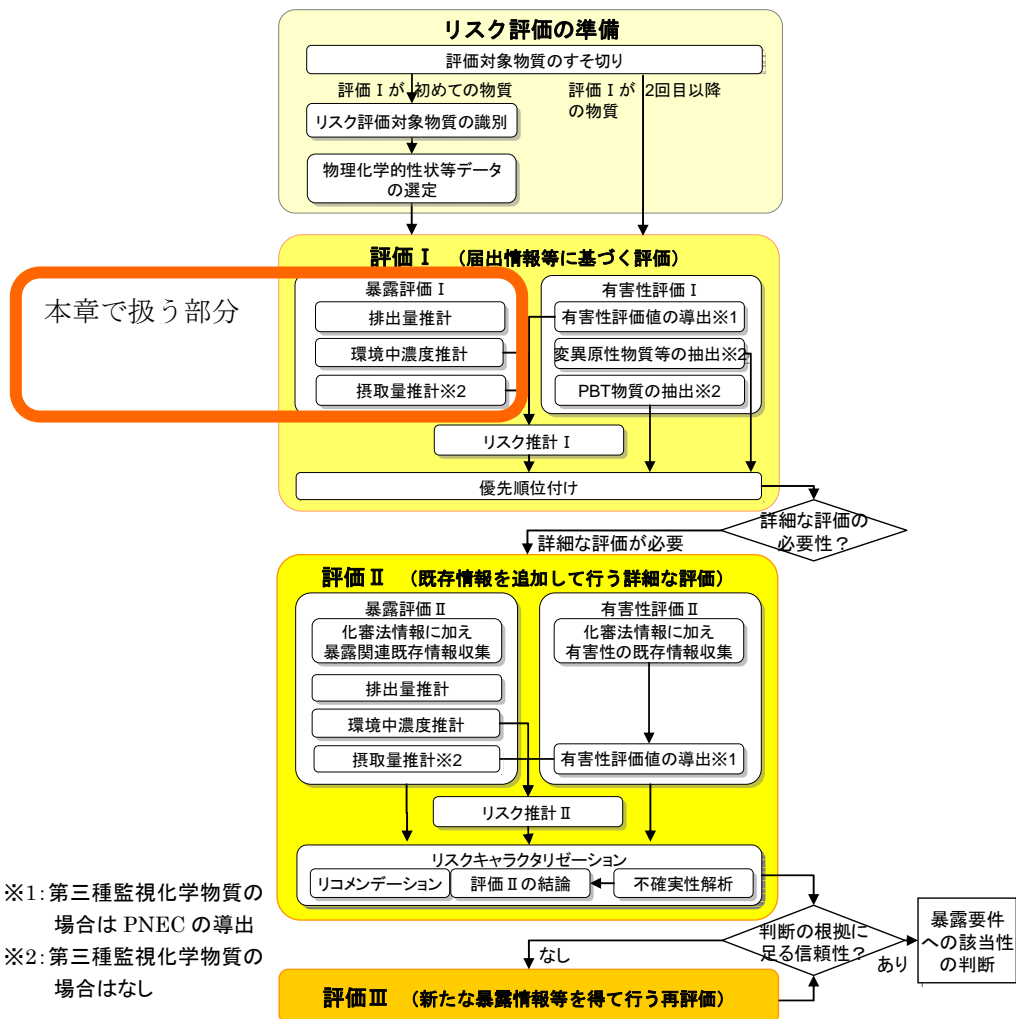 リスク評価の準備
評価対象物質のすそ切り
評価Ⅰが 初めての物質
評価Ⅰが 2回目以降
の物質
リスク評価対象物質の識別
物理化学的性状等データ
の選定
評価Ⅰ (届出情報等に基づく評価)
本章で扱う部分
暴露評価Ⅰ
排出量推計
環境中濃度推計
摂取量推計※2
有害性評価Ⅰ
有害性評価値の導出※1
変異原性物質等の抽出※2
PBT物質の抽出※2
リスク推計Ⅰ
優先順位付け
詳細な評価の
必要性?
詳細な評価が必要
評価Ⅱ (既存情報を追加して行う詳細な評価)
暴露評価Ⅱ
化審法情報に加え
暴露関連既存情報収集
排出量推計
環境中濃度推計
摂取量推計※2
有害性評価Ⅱ
化審法情報に加え
有害性の既存情報収集
有害性評価値の導出※1
リスク推計Ⅱ
リスクキャラクタリゼーション
リコメンデーション
評価Ⅱの結論
不確実性解析
判断の根拠に
足る信頼性?
なし
あり
暴露要件
への該当性
の判断
評価Ⅲ (新たな暴露情報等を得て行う再評価)
※1:第三種監視化学物質の
場合は PNEC の導出
※2:第三種監視化学物質の
場合はなし